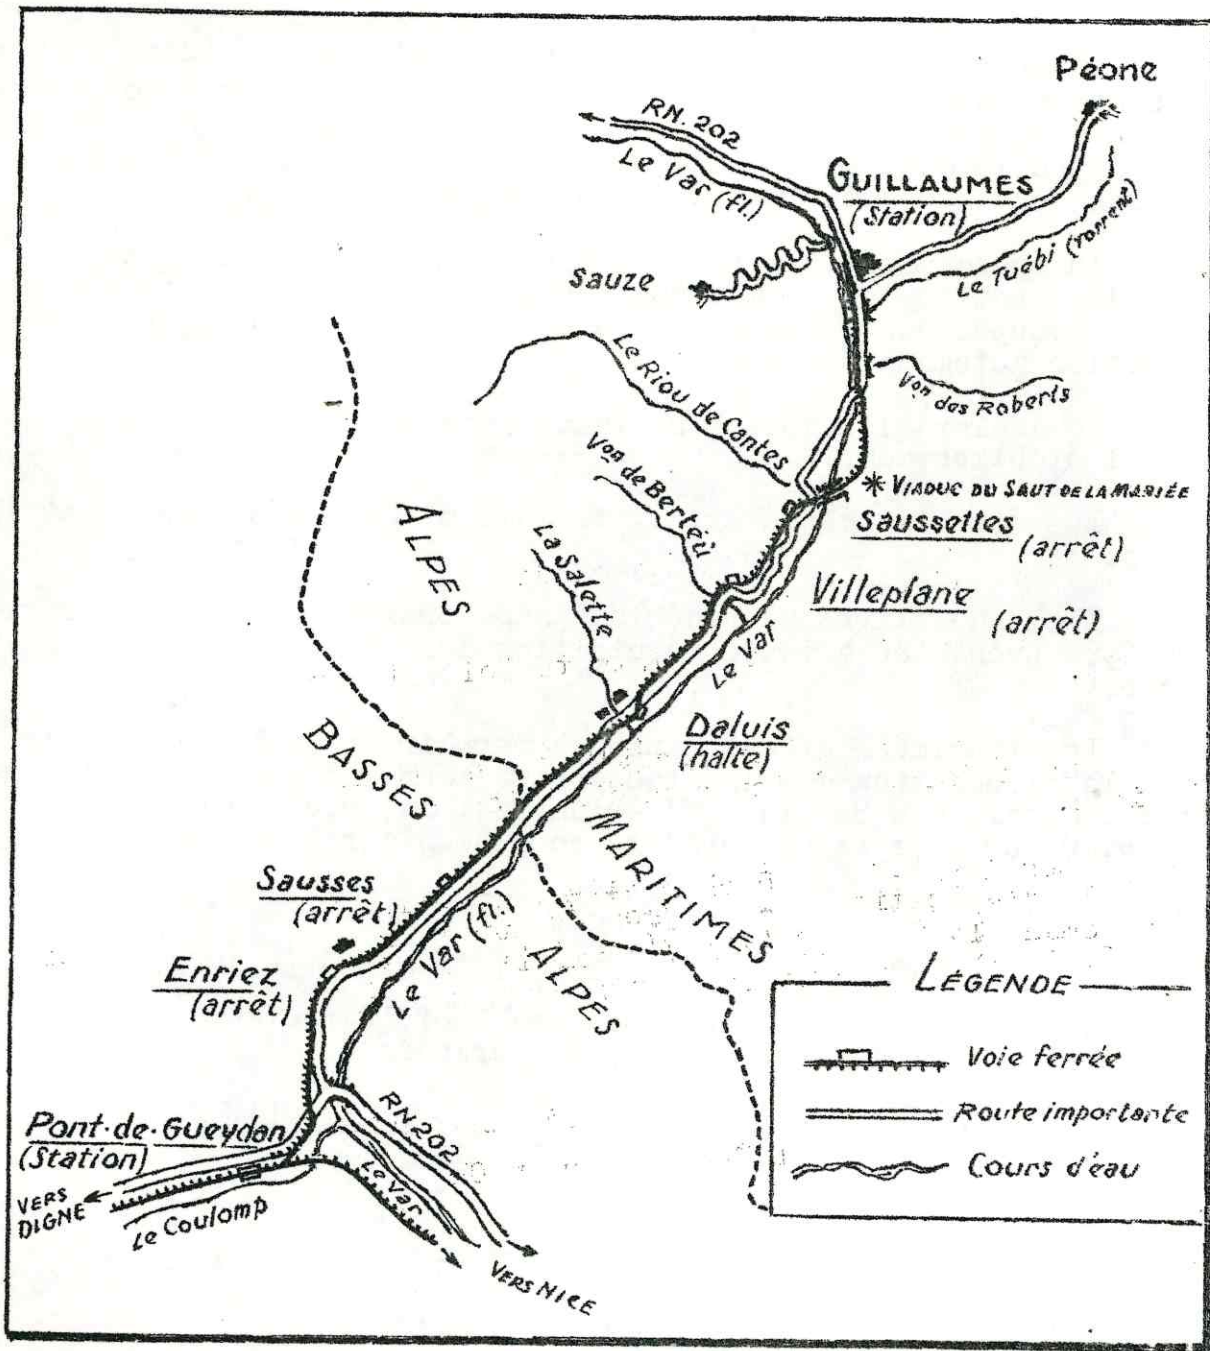 Péone
RN. 202
Le Var (fl.)
GUILLAUMES
(Station)
Le Tuébi (torrent)
Sauze
Le Riou de Cantes
Von des Roberts
Von de Berteù
* VIADUC DU SAUT DE LA MARIÉE
Saussettes
(arrêt)
ALPES
La Salette
Villeplane
(arrêt)
Le Var
Daluis
(halte)
BASSES
MARITIMES
Sausses
(arrêt)
Le Var (fl.)
ALPES
Enriez
(arrêt)
LÉGENDE
Voie ferrée
Route importante
Cours d'eau
RN 202
Pont-de-Gueydan
(Station)
Le Var
VERS
DIGNE
Le Coulomp
VERS NICE